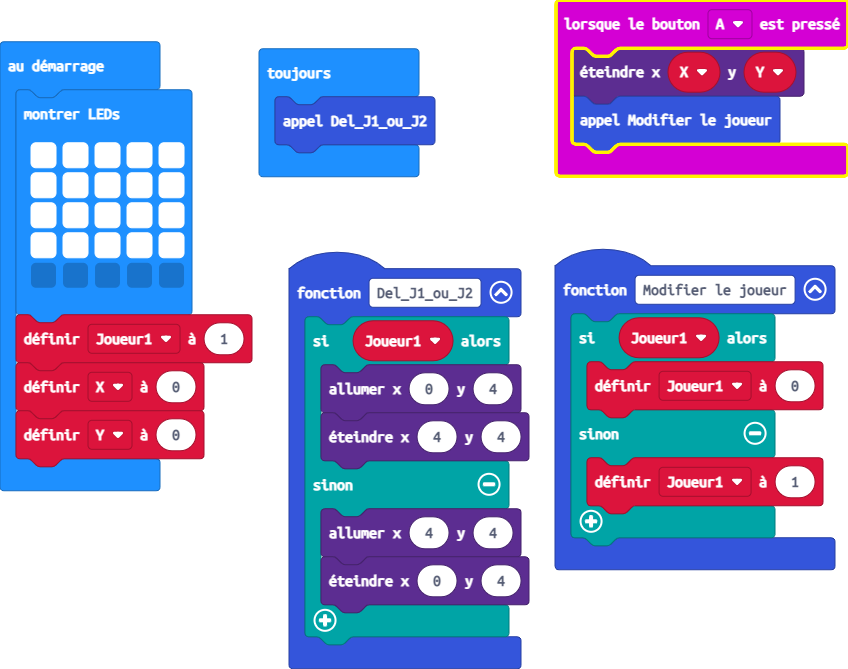 au démarrage
montrer LEDs
définir Joueur1 à 1
définir X à 0
définir Y à 0
toujours
appel Del_J1_ou_J2
lorsque le bouton A est pressé
éteindre x X y Y
appel Modifier le joueur
fonction Del_J1_ou_J2
si Joueur1 alors
allumer x 0 y 4
éteindre x 4 y 4
sinon
allumer x 4 y 4
éteindre x 0 y 4
fonction Modifier le joueur
si Joueur1 alors
définir Joueur1 à 0
sinon
définir Joueur1 à 1